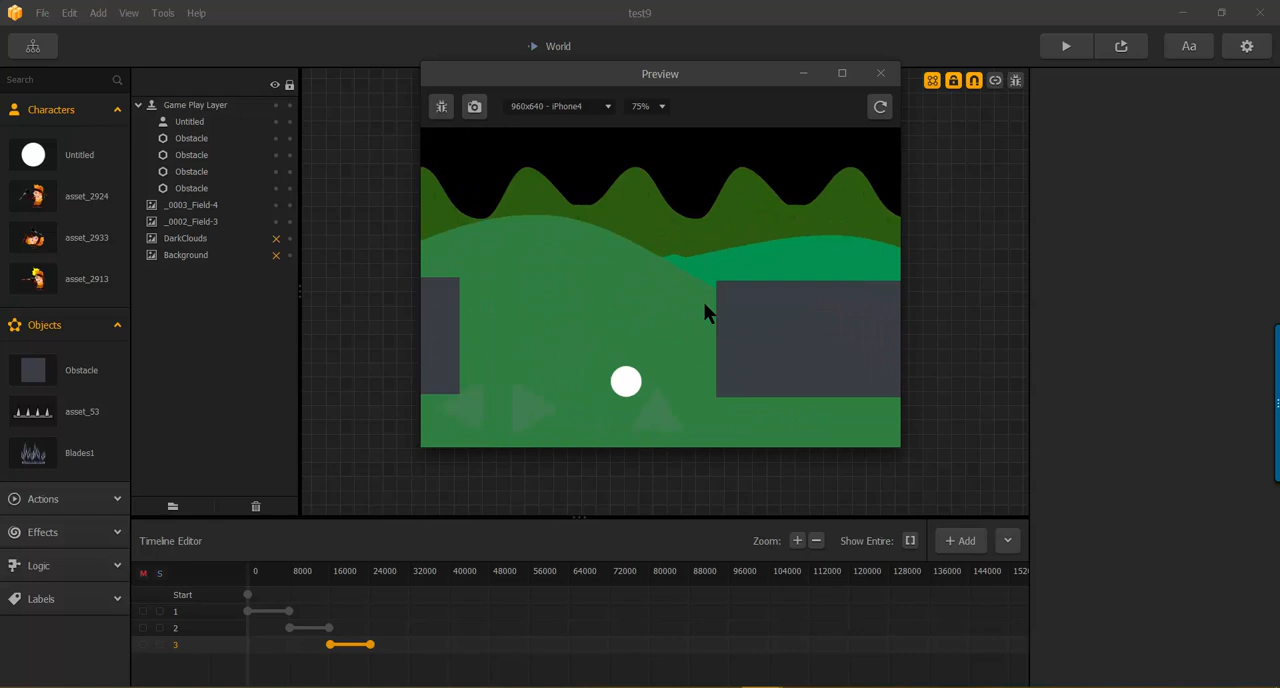 File Edit Add View Tools Help
test9
World
Aa
Search
Characters
Untitled
asset_2924
asset_2933
asset_2913
Objects
Obstacle
asset_53
Blades1
Actions
Effects
Logic
Labels
Game Play Layer
Untitled
Obstacle
Obstacle
Obstacle
Obstacle
_0003_Field-4
_0002_Field-3
DarkClouds
Background
Preview
960x640 - iPhone4
75%
Timeline Editor
Zoom:
Show Entire:
+ Add
M S
0 8000 16000 24000 32000 40000 48000 56000 64000 72000 80000 88000 96000 104000 112000 120000 128000 136000 144000 152
Start
1
2
3